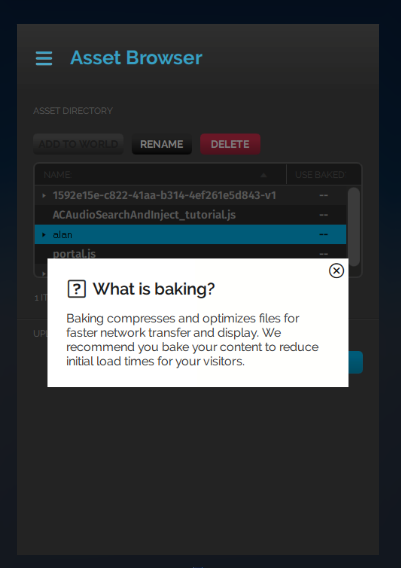 Asset Browser
ASSET DIRECTORY
ADD TO WORLD RENAME DELETE
NAME USE BAKED
1592e15e-c822-41aa-b314-4ef261e5d843-v1 --
ACAudioSearchAndInject_tutorial.js --
alan --
portal.js --
? What is baking?
Baking compresses and optimizes files for
faster network transfer and display. We
recommend you bake your content to reduce
initial load times for your visitors.